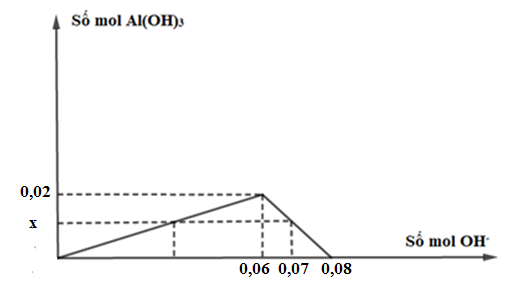 Số mol Al(OH)₃
0,02
x
Số mol OH⁻
0,06 0,07 0,08